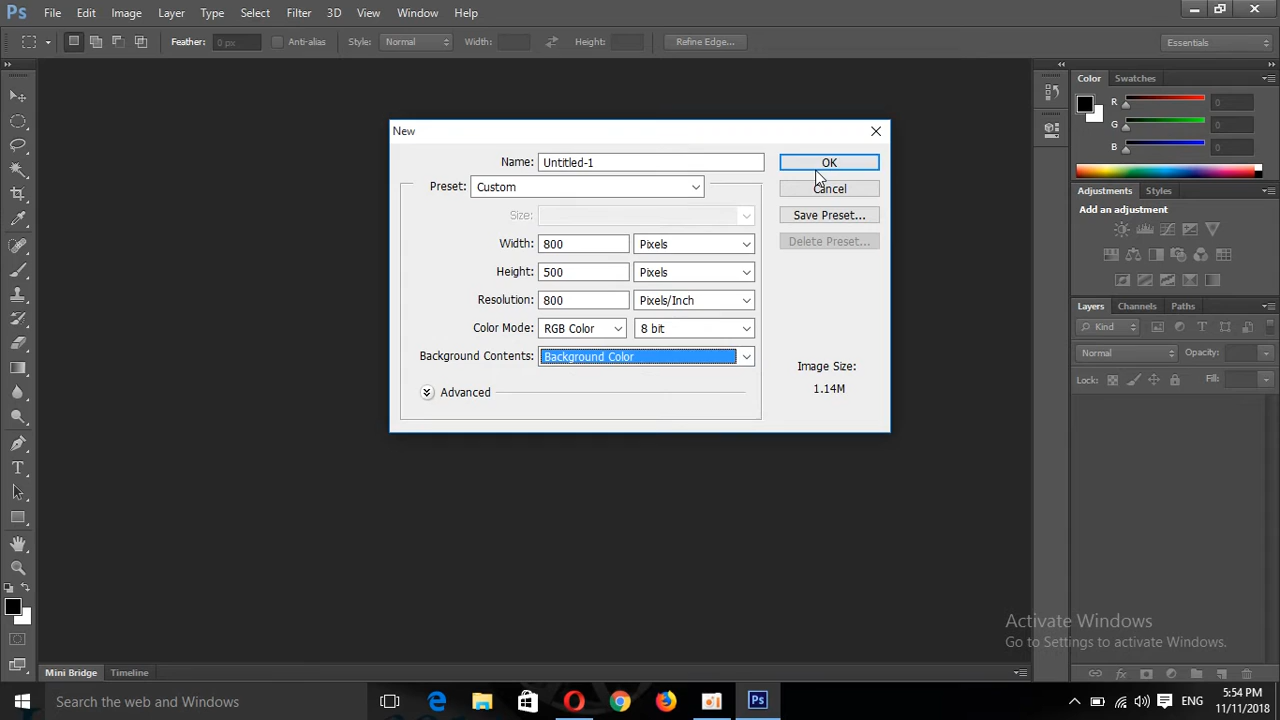 Ps File Edit Image Layer Type Select Filter 3D View Window Help
Feather: 0 px Anti-alias Style: Normal Width: Height: Refine Edge... Essentials
Color Swatches
R 0
G 0
B 0
Adjustments Styles
Add an adjustment
Layers Channels Paths
Kind
Normal Opacity:
Lock: Fill:
New
Name: Untitled-1 OK
Preset: Custom Cancel
Size: Save Preset...
Width: 800 Pixels Delete Preset...
Height: 500 Pixels
Resolution: 800 Pixels/Inch
Color Mode: RGB Color 8 bit
Background Contents: Background Color Image Size:
Advanced 1.14M
Activate Windows
Go to Settings to activate Windows.
Mini Bridge Timeline
Search the web and Windows Ps ENG 5:54 PM
11/11/2018